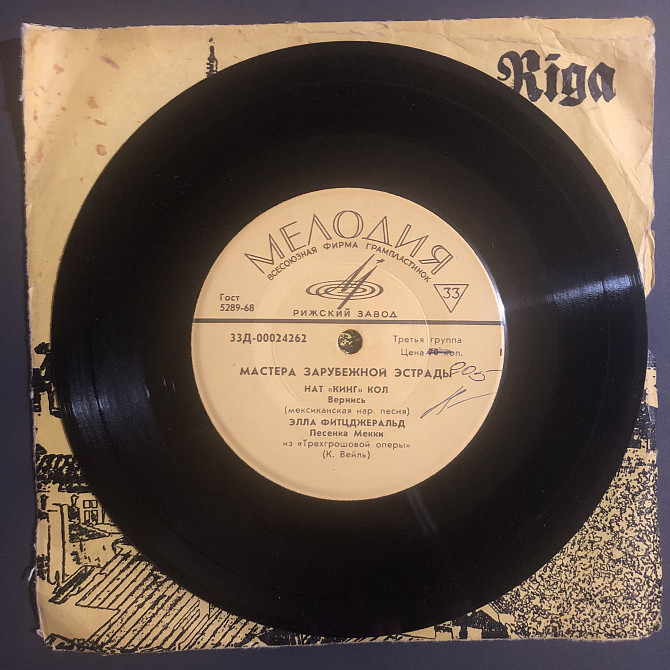 Riga
МЕЛОДИЯ
ВСЕСОЮЗНАЯ ФИРМА ГРАМПЛАСТИНОК
Гост
5289-68
33
РИЖСКИЙ ЗАВОД
33Д-00024262
Третья группа
Цена коп.
МАСТЕРА ЗАРУБЕЖНОЙ ЭСТРАДЫ
НАТ «КИНГ» КОЛ
Вернись
(мексиканская нар. песня)
ЭЛЛА ФИТЦДЖЕРАЛЬД
Песенка Мекки
из «Трехгрошовой оперы»
(К. Вейль)